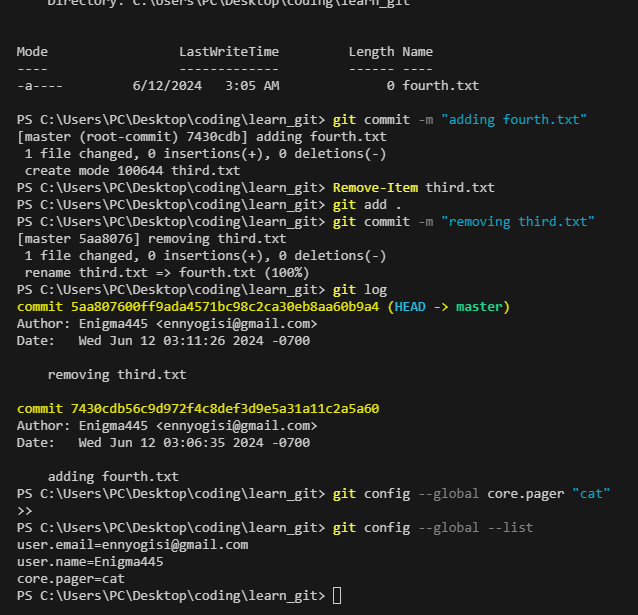 Directory: C:\Users\PC\Desktop\coding\learn_git
Mode LastWriteTime Length Name
---- ------------- ------ ----
-a---- 6/12/2024 3:05 AM 0 fourth.txt
PS C:\Users\PC\Desktop\coding\learn_git> git commit -m "adding fourth.txt"
[master (root-commit) 7430cdb] adding fourth.txt
 1 file changed, 0 insertions(+), 0 deletions(-)
 create mode 100644 third.txt
PS C:\Users\PC\Desktop\coding\learn_git> Remove-Item third.txt
PS C:\Users\PC\Desktop\coding\learn_git> git add .
PS C:\Users\PC\Desktop\coding\learn_git> git commit -m "removing third.txt"
[master 5aa8076] removing third.txt
 1 file changed, 0 insertions(+), 0 deletions(-)
 rename third.txt => fourth.txt (100%)
PS C:\Users\PC\Desktop\coding\learn_git> git log
commit 5aa807600ff9ada4571bc98c2ca30eb8aa60b9a4 (HEAD -> master)
Author: Enigma445 <ennyogisi@gmail.com>
Date:   Wed Jun 12 03:11:26 2024 -0700
    removing third.txt
commit 7430cdb56c9d972f4c8def3d9e5a31a11c2a5a60
Author: Enigma445 <ennyogisi@gmail.com>
Date:   Wed Jun 12 03:06:35 2024 -0700
    adding fourth.txt
PS C:\Users\PC\Desktop\coding\learn_git> git config --global core.pager "cat"
>>
PS C:\Users\PC\Desktop\coding\learn_git> git config --global --list
user.email=ennyogisi@gmail.com
user.name=Enigma445
core.pager=cat
PS C:\Users\PC\Desktop\coding\learn_git>